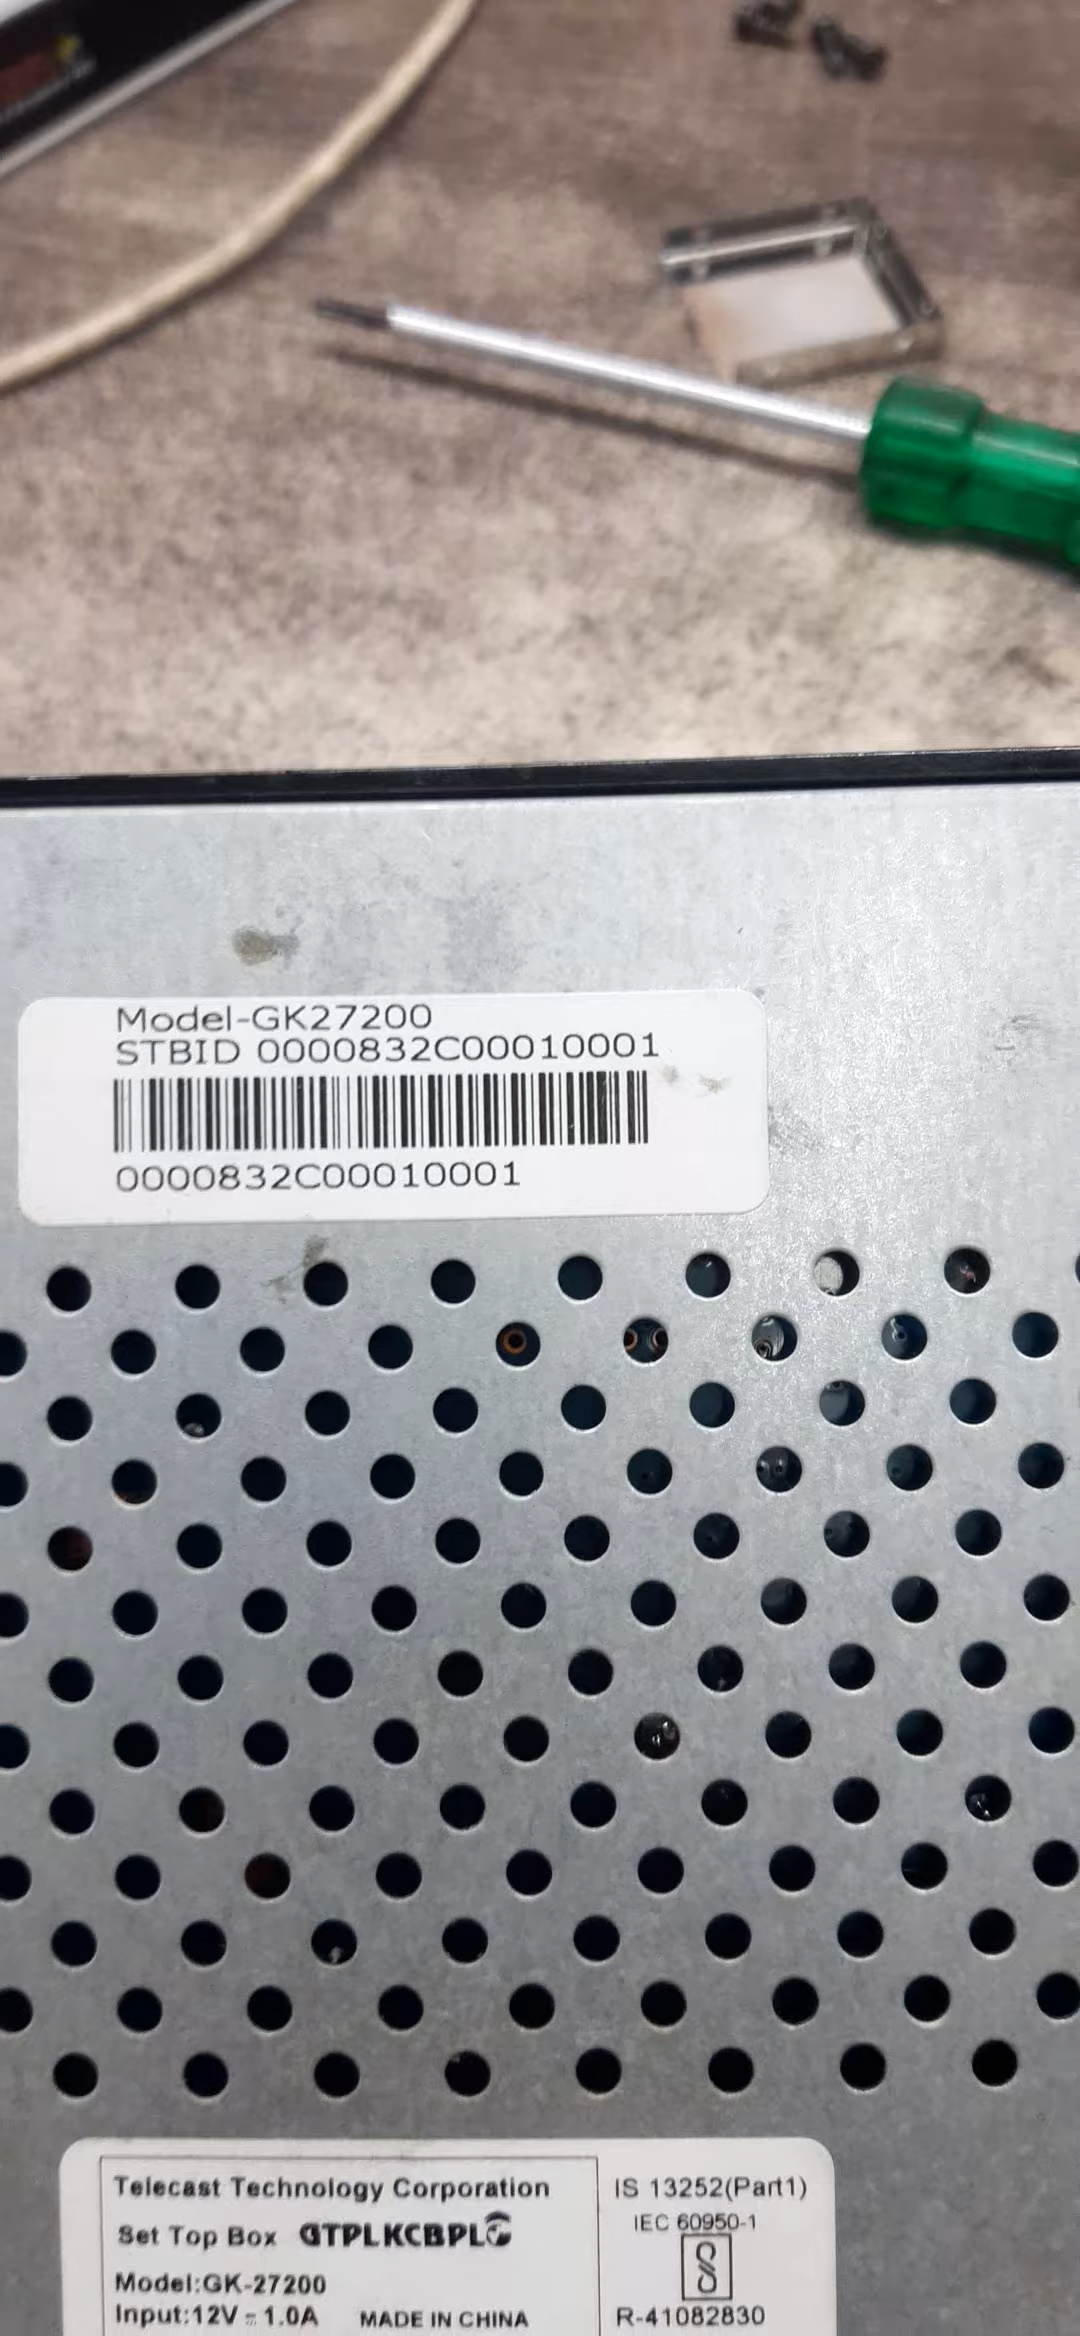 Model-GK27200
STBID 0000832C00010001
0000832C00010001
Telecast Technology Corporation
Set Top Box GTPLKCBPL
Model:GK-27200
Input:12V⎓1.0A MADE IN CHINA
IS 13252(Part1)
IEC 60950-1
R-41082830